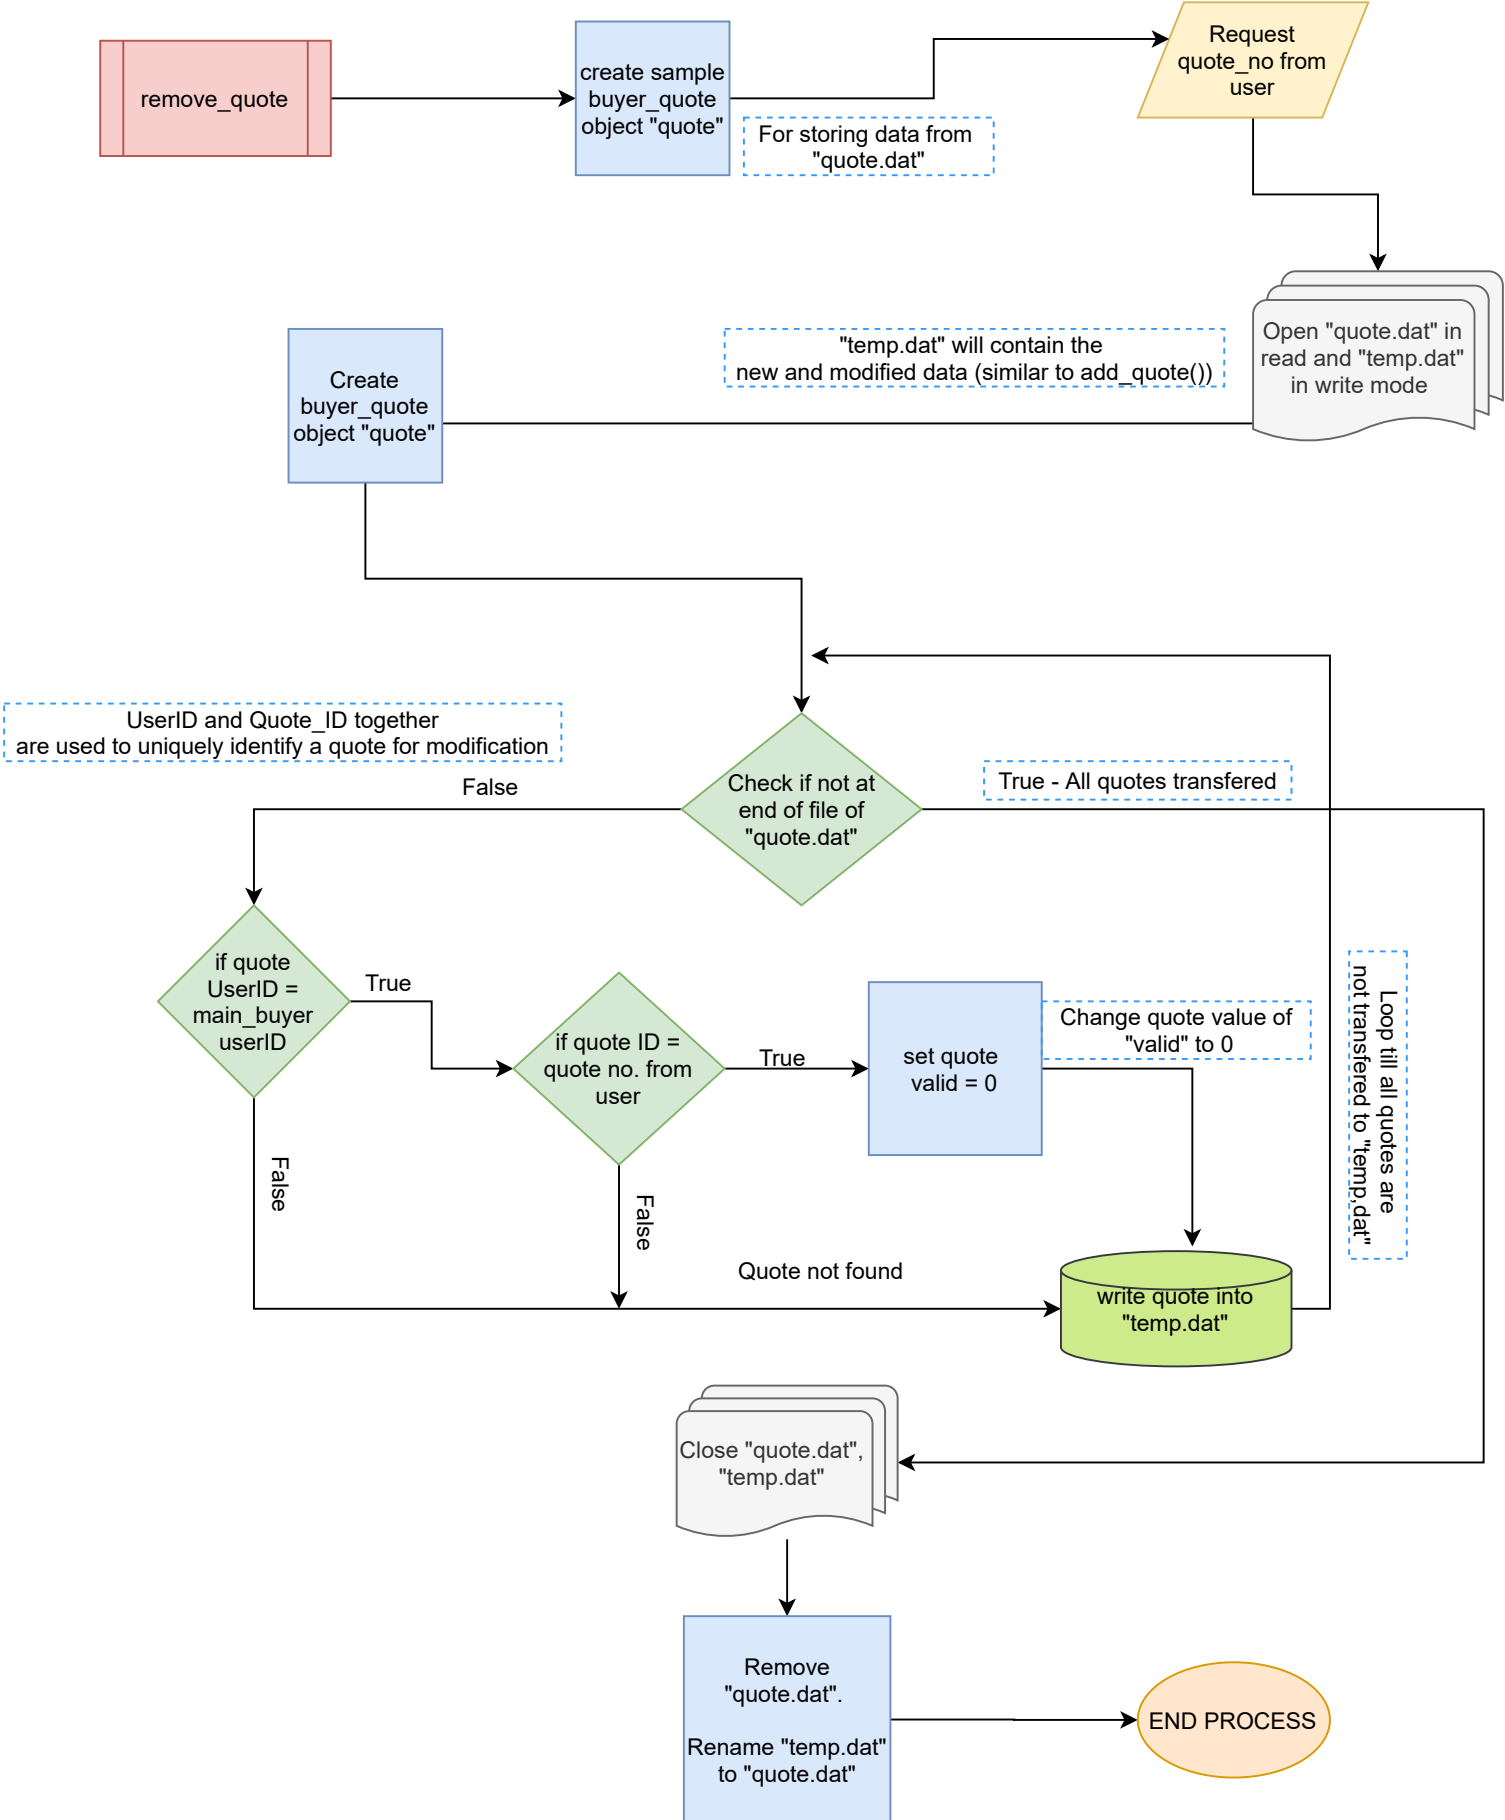 remove_quote
create sample
buyer_quote
object "quote"
For storing data from
"quote.dat"
Request
quote_no from
user
Open "quote.dat" in
read and "temp.dat"
in write mode
"temp.dat" will contain the
new and modified data (similar to add_quote())
Create
buyer_quote
object "quote"
UserID and Quote_ID together
are used to uniquely identify a quote for modification
False
Check if not at
end of file of
"quote.dat"
True - All quotes transfered
if quote
UserID =
main_buyer
userID
True
if quote ID =
quote no. from
user
True
set quote
valid = 0
Change quote value of
"valid" to 0
Loop till all quotes are
not transfered to "temp,dat"
False
False
Quote not found
write quote into
"temp.dat"
Close "quote.dat",
"temp.dat"
Remove
"quote.dat".
Rename "temp.dat"
to "quote.dat"
END PROCESS